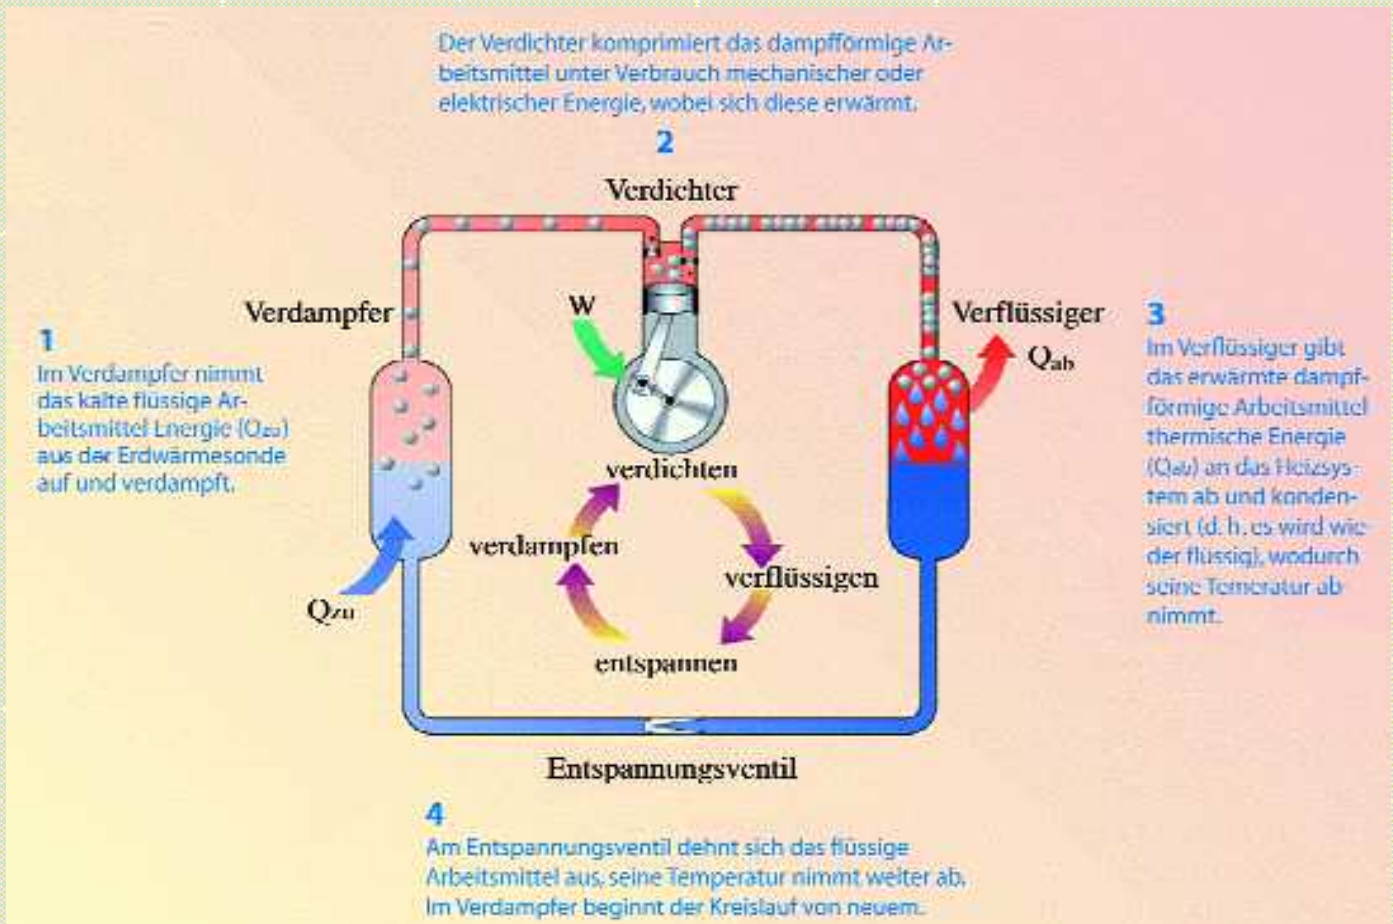 Der Verdichter komprimiert das dampfförmige Ar-
beitsmittel unter Verbrauch mechanischer oder
elektrischer Energie, wobei sich diese erwärmt.
2
Verdichter
W
Verdampfer
1
Im Verdampfer nimmt
das kalte flüssige Ar-
beitsmittel Energie (Qzu)
aus der Erdwärmesonde
auf und verdampft.
Qzu
Verflüssiger
Qab
3
Im Verflüssiger gibt
das erwärmte dampf-
förmige Arbeitsmittel
thermische Energie
(Qab) an das Heizsys-
tem ab und konden-
siert (d. h. es wird wie-
der flüssig), wodurch
seine Temeratur ab-
nimmt.
verdichten
verdampfen
verflüssigen
entspannen
Entspannungsventil
4
Am Entspannungsventil dehnt sich das flüssige
Arbeitsmittel aus, seine Temperatur nimmt weiter ab.
Im Verdampfer beginnt der Kreislauf von neuem.